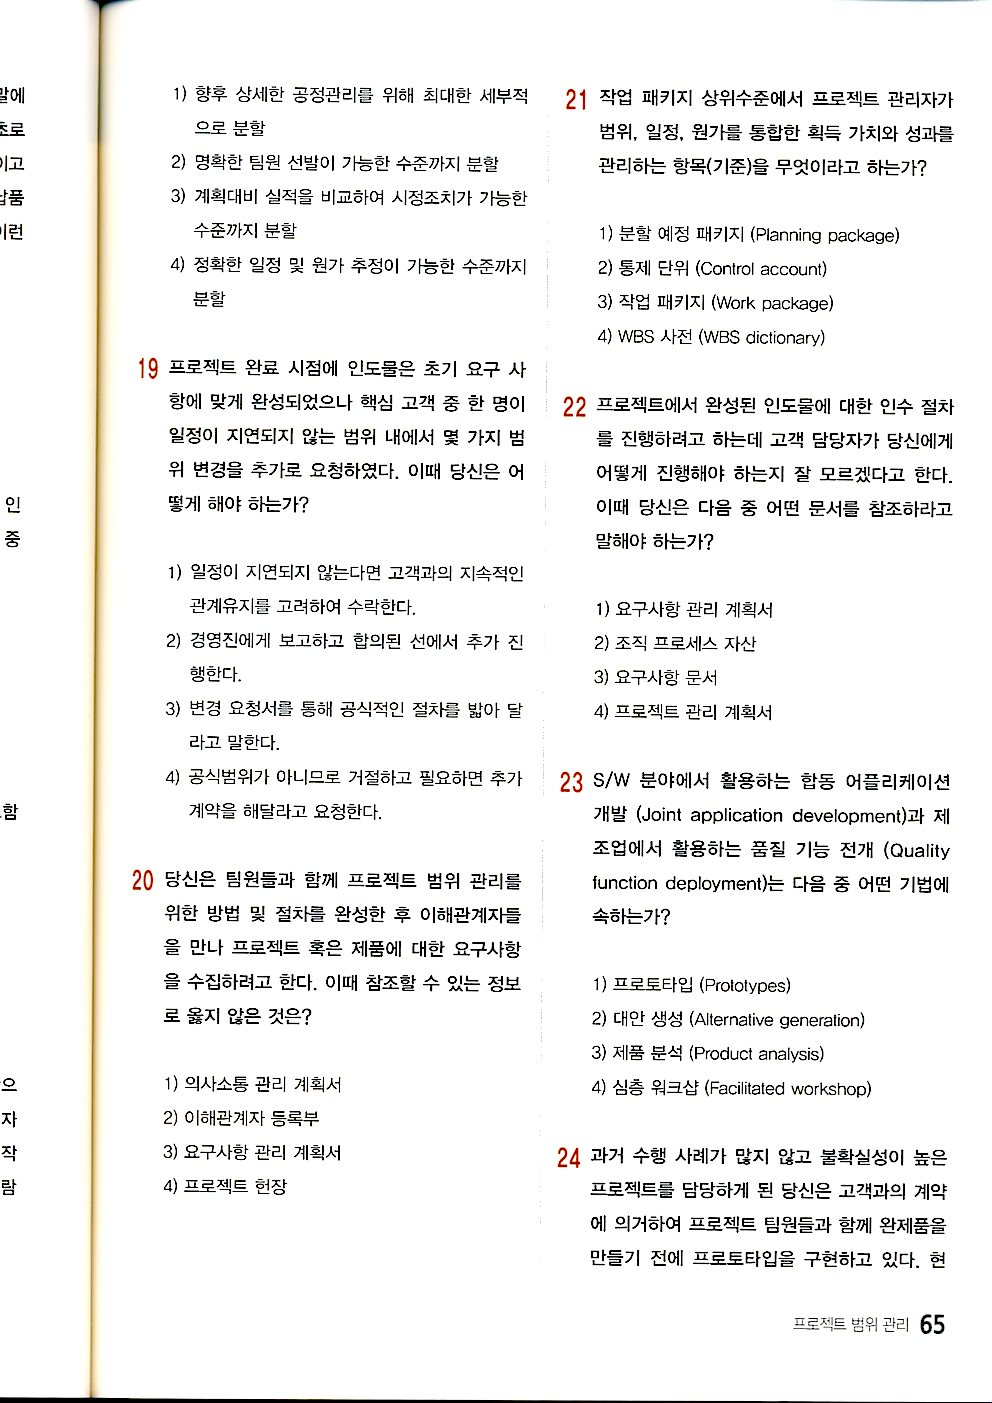 말에
초로
이고
납품
이런
인
중
함
으
자
작
람
1) 향후 상세한 공정관리를 위해 최대한 세부적
으로 분할
2) 명확한 팀원 선발이 가능한 수준까지 분할
3) 계획대비 실적을 비교하여 시정조치가 가능한
수준까지 분할
4) 정확한 일정 및 원가 추정이 가능한 수준까지
분할
19 프로젝트 완료 시점에 인도물은 초기 요구 사
항에 맞게 완성되었으나 핵심 고객 중 한 명이
일정이 지연되지 않는 범위 내에서 몇 가지 범
위 변경을 추가로 요청하였다. 이때 당신은 어
떻게 해야 하는가?
1) 일정이 지연되지 않는다면 고객과의 지속적인
관계유지를 고려하여 수락한다.
2) 경영진에게 보고하고 합의된 선에서 추가 진
행한다.
3) 변경 요청서를 통해 공식적인 절차를 밟아 달
라고 말한다.
4) 공식범위가 아니므로 거절하고 필요하면 추가
계약을 해달라고 요청한다.
20 당신은 팀원들과 함께 프로젝트 범위 관리를
위한 방법 및 절차를 완성한 후 이해관계자들
을 만나 프로젝트 혹은 제품에 대한 요구사항
을 수집하려고 한다. 이때 참조할 수 있는 정보
로 옳지 않은 것은?
1) 의사소통 관리 계획서
2) 이해관계자 등록부
3) 요구사항 관리 계획서
4) 프로젝트 헌장
21 작업 패키지 상위수준에서 프로젝트 관리자가
범위, 일정, 원가를 통합한 획득 가치와 성과를
관리하는 항목(기준)을 무엇이라고 하는가?
1) 분할 예정 패키지 (Planning package)
2) 통제 단위 (Control account)
3) 작업 패키지 (Work package)
4) WBS 사전 (WBS dictionary)
22 프로젝트에서 완성된 인도물에 대한 인수 절차
를 진행하려고 하는데 고객 담당자가 당신에게
어떻게 진행해야 하는지 잘 모르겠다고 한다.
이때 당신은 다음 중 어떤 문서를 참조하라고
말해야 하는가?
1) 요구사항 관리 계획서
2) 조직 프로세스 자산
3) 요구사항 문서
4) 프로젝트 관리 계획서
23 S/W 분야에서 활용하는 합동 어플리케이션
개발 (Joint application development)과 제
조업에서 활용하는 품질 기능 전개 (Quality
function deployment)는 다음 중 어떤 기법에
속하는가?
1) 프로토타입 (Prototypes)
2) 대안 생성 (Alternative generation)
3) 제품 분석 (Product analysis)
4) 심층 워크샵 (Facilitated workshop)
24 과거 수행 사례가 많지 않고 불확실성이 높은
프로젝트를 담당하게 된 당신은 고객과의 계약
에 의거하여 프로젝트 팀원들과 함께 완제품을
만들기 전에 프로토타입을 구현하고 있다. 현
프로젝트 범위 관리 65